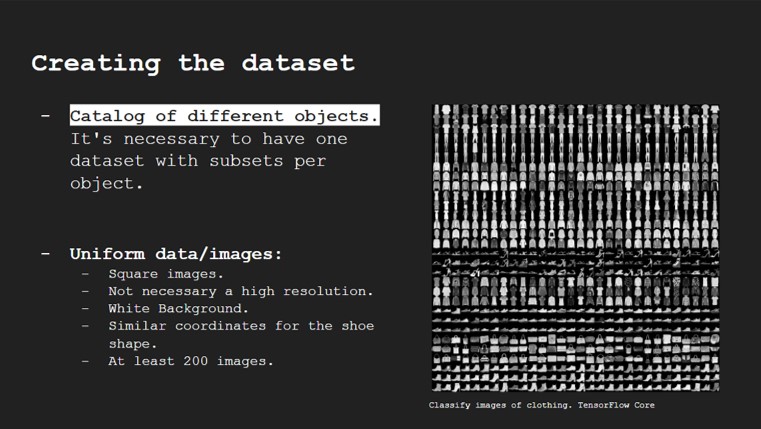 Creating the dataset
- Catalog of different objects.
It's necessary to have one
dataset with subsets per
object.
- Uniform data/images:
- Square images.
- Not necessary a high resolution.
- White Background.
- Similar coordinates for the shoe
shape.
- At least 200 images.
Classify images of clothing. TensorFlow Core